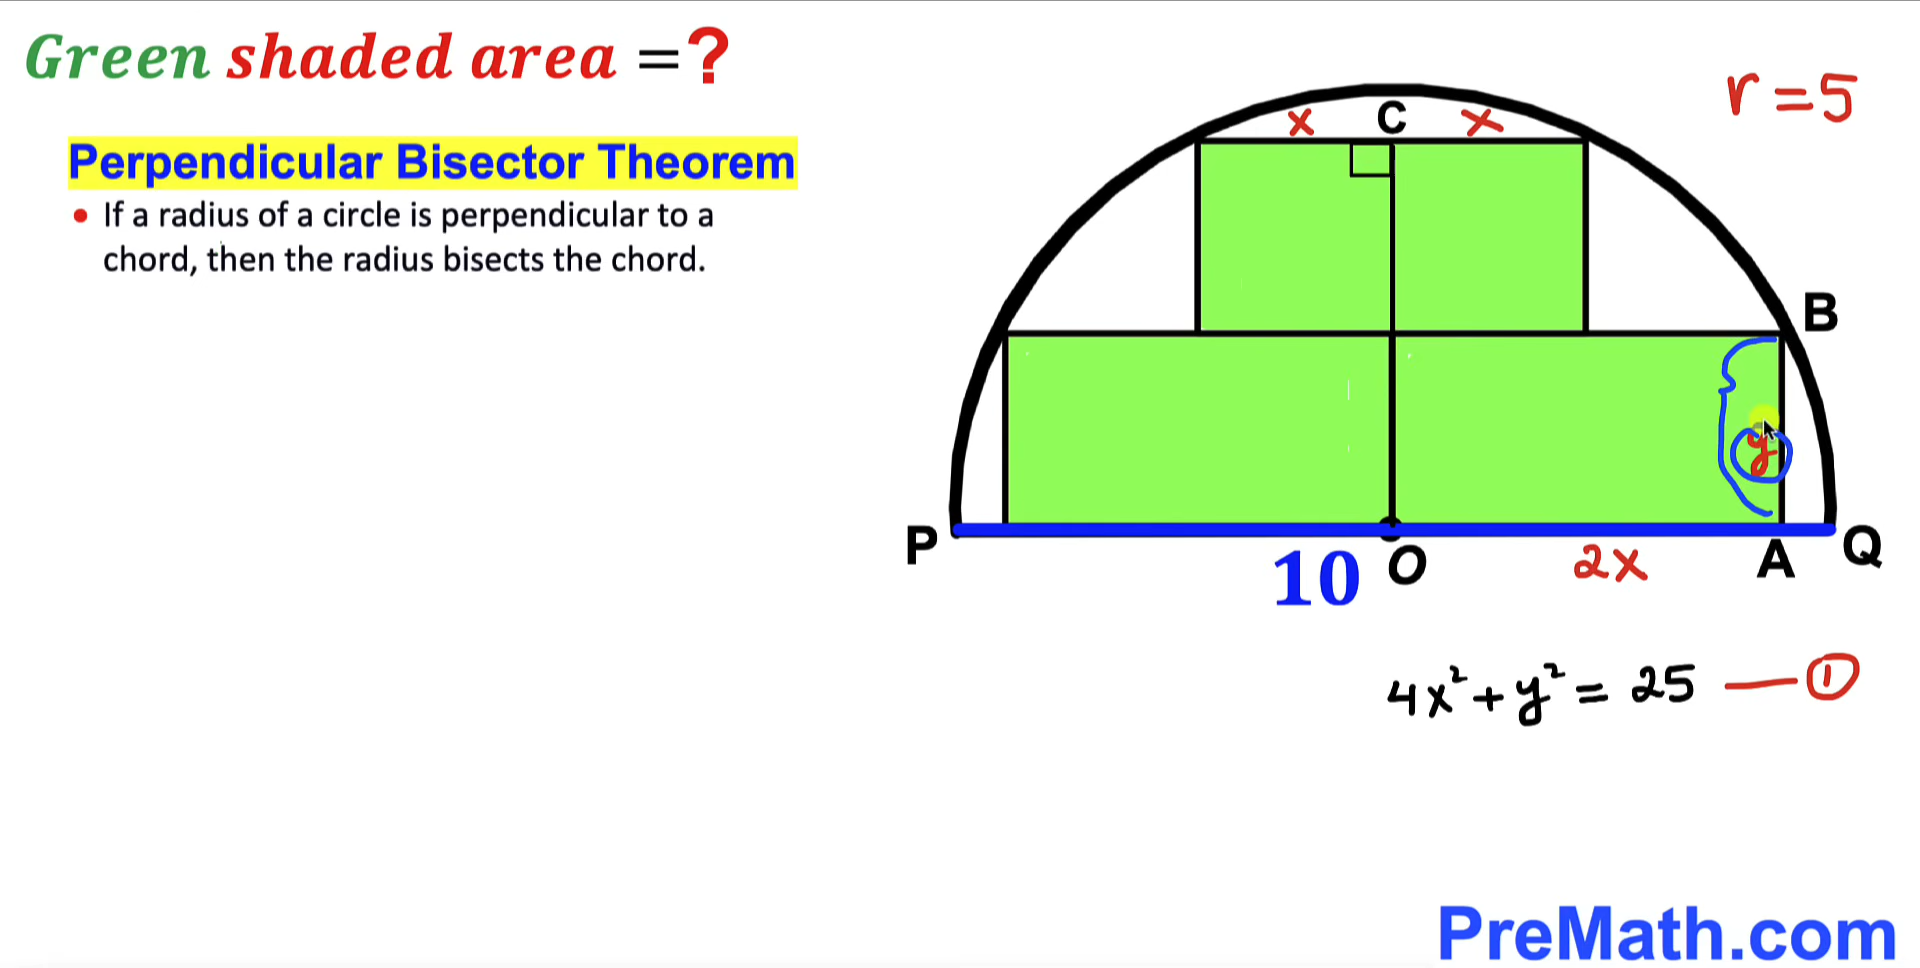 Green shaded area =?
Perpendicular Bisector Theorem
• If a radius of a circle is perpendicular to a
chord, then the radius bisects the chord.
r = 5
x C x
B
y
P
10 O 2x A Q
4x² + y² = 25 — ①
PreMath.com